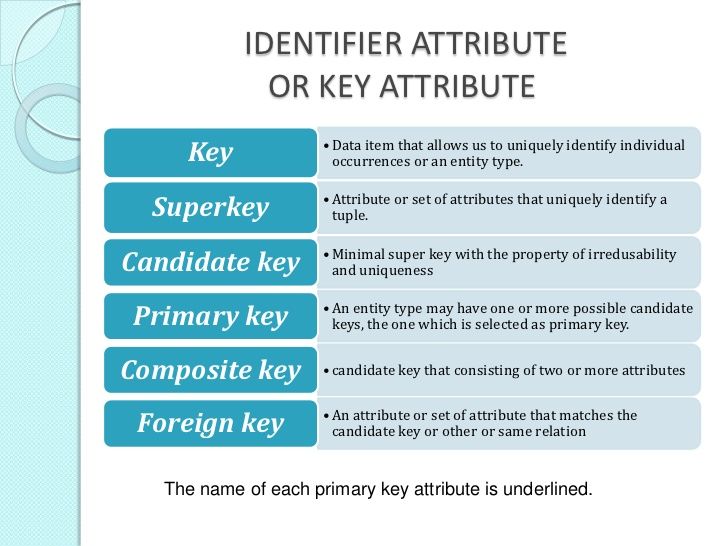 IDENTIFIER ATTRIBUTE
OR KEY ATTRIBUTE
Key
• Data item that allows us to uniquely identify individual
occurrences or an entity type.
Superkey
• Attribute or set of attributes that uniquely identify a
tuple.
Candidate key
• Minimal super key with the property of irredusability
and uniqueness
Primary key
• An entity type may have one or more possible candidate
keys, the one which is selected as primary key.
Composite key
• candidate key that consisting of two or more attributes
Foreign key
• An attribute or set of attribute that matches the
candidate key or other or same relation
The name of each primary key attribute is underlined.